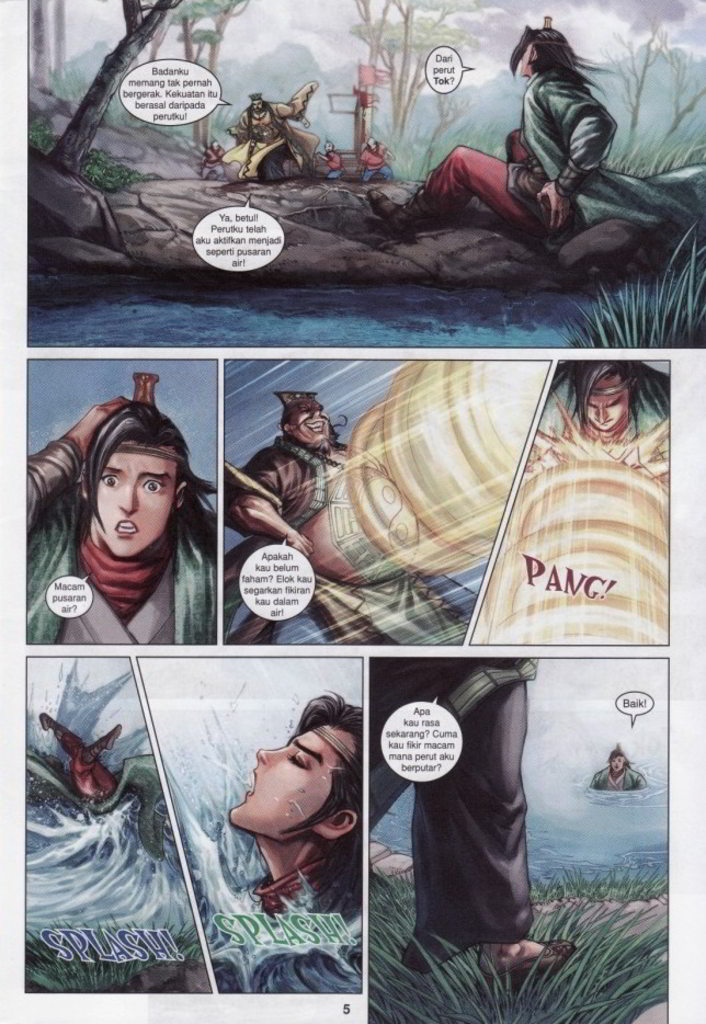 Badanku
memang tak pernah
bergerak. Kekuatan itu
berasal daripada
perutku!
Dari
perut
Tok?
Ya, betul!
Perutku telah
aku aktifkan menjadi
seperti pusaran
air!
Macam
pusaran
air?
Apakah
kau belum
faham? Elok kau
segarkan fikiran
kau dalam
air!
PANG!
SPLASH!
SPLASH!
Apa
kau rasa
sekarang? Cuma
kau fikir macam
mana perut aku
berputar?
Baik!
5